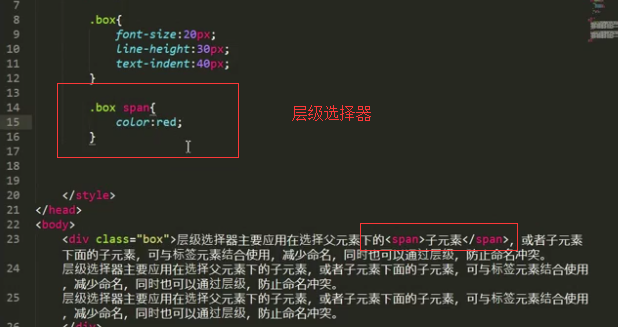 7
8 .box{
9 font-size:20px;
10 line-height:30px;
11 text-indent:40px;
12 }
13
14 .box span{
15 color:red;
16 }
17
18
19
20 </style>
21 </head>
22 <body>
23 <div class="box">层级选择器主要应用在选择父元素下的<span>子元素</span>, 或者子元素
下面的子元素，可与标签元素结合使用，减少命名，同时也可以通过层级，防止命名冲突。
24 层级选择器主要应用在选择父元素下的子元素，或者子元素下面的子元素，可与标签元素结合使用
，减少命名，同时也可以通过层级，防止命名冲突。
25 层级选择器主要应用在选择父元素下的子元素，或者子元素下面的子元素，可与标签元素结合使用
，减少命名，同时也可以通过层级，防止命名冲突。
26 </div>
层级选择器